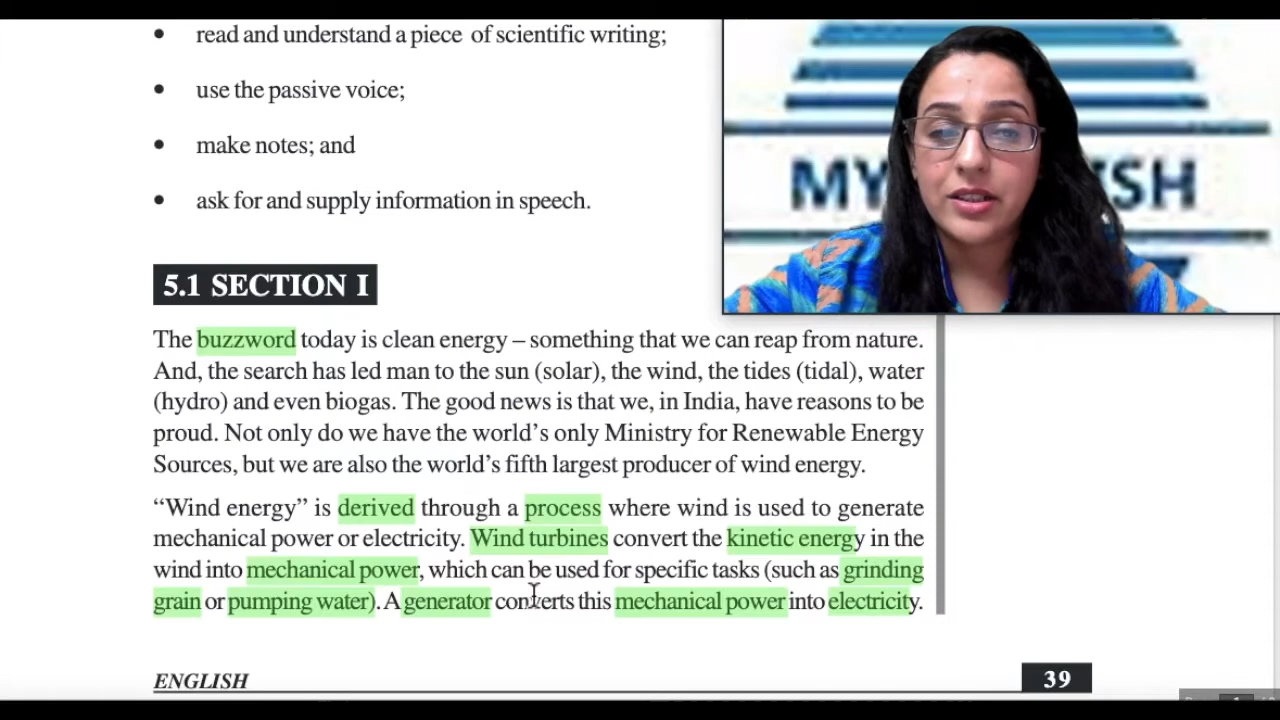 • read and understand a piece of scientific writing;
• use the passive voice;
• make notes; and
• ask for and supply information in speech.
MY
ISH
5.1 SECTION I
The buzzword today is clean energy – something that we can reap from nature.
And, the search has led man to the sun (solar), the wind, the tides (tidal), water
(hydro) and even biogas. The good news is that we, in India, have reasons to be
proud. Not only do we have the world’s only Ministry for Renewable Energy
Sources, but we are also the world’s fifth largest producer of wind energy.
“Wind energy” is derived through a process where wind is used to generate
mechanical power or electricity. Wind turbines convert the kinetic energy in the
wind into mechanical power, which can be used for specific tasks (such as grinding
grain or pumping water). A generator converts this mechanical power into electricity.
ENGLISH
39